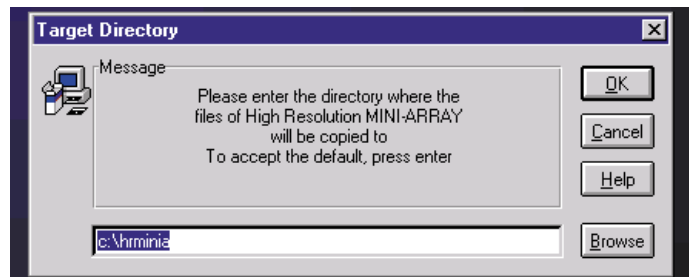 Target Directory
Message
Please enter the directory where the
files of High Resolution MINI-ARRAY
will be copied to
To accept the default, press enter
OK
Cancel
Help
c:\hrminia
Browse